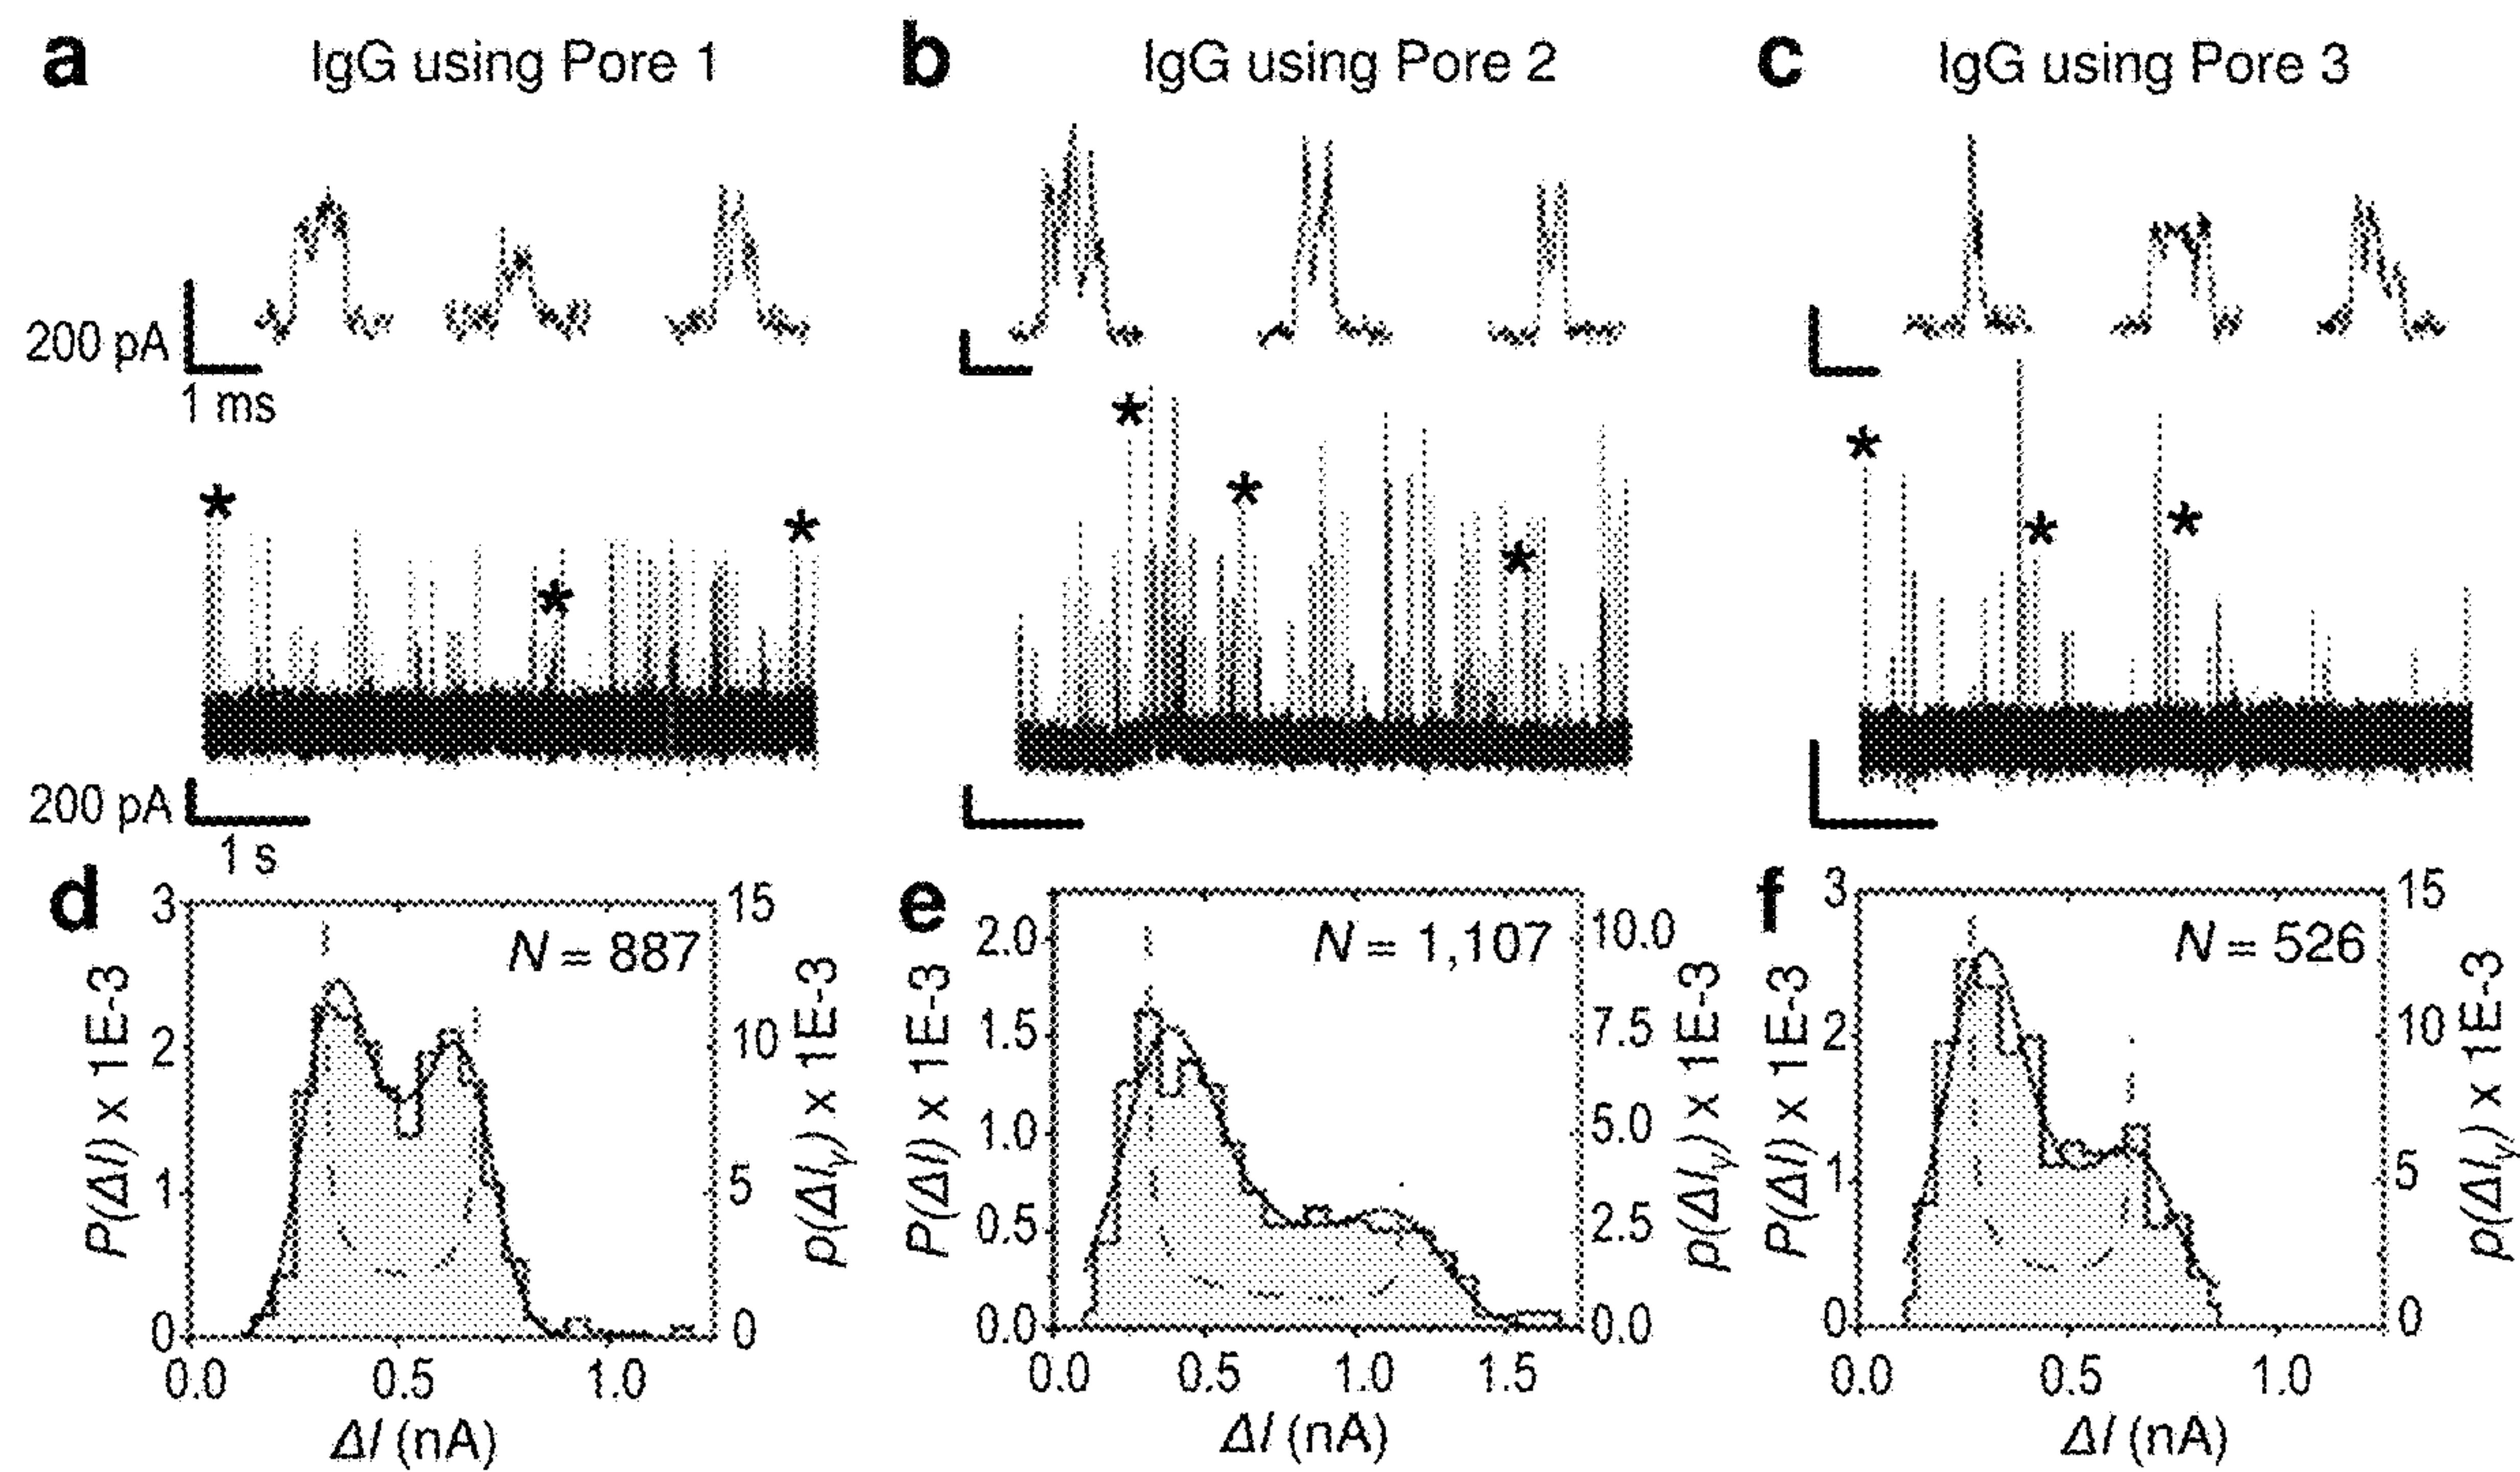 a IgG using Pore 1
b IgG using Pore 2
c IgG using Pore 3
200 pA
1 ms
* * *
* * *
* * *
200 pA
1 s
d
3
2
1
0
P(ΔI) x 1E-3
N = 887
15
10
5
0
p(ΔIγ) x 1E-3
0.0 0.5 1.0
ΔI (nA)
e
2.0
1.5
1.0
0.5
0.0
P(ΔI) x 1E-3
N = 1,107
10.0
7.5
5.0
2.5
0.0
p(ΔIγ) x 1E-3
0.0 0.5 1.0 1.5
ΔI (nA)
f
3
2
1
0
P(ΔI) x 1E-3
N = 526
15
10
5
0
p(ΔIγ) x 1E-3
0.0 0.5 1.0
ΔI (nA)